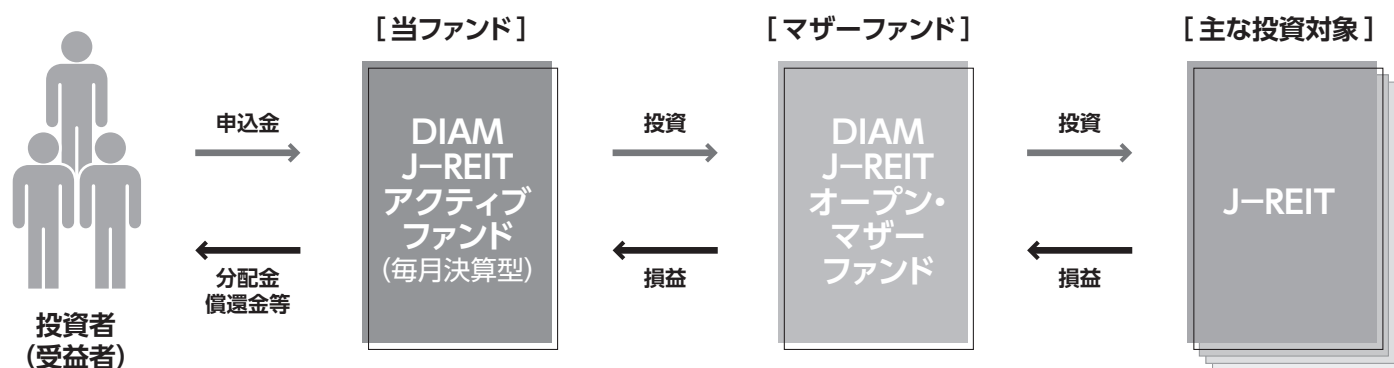 [当ファンド]
[マザーファンド]
[主な投資対象]
申込金
分配金
償還金等
投資者
(受益者)
DIAM
J−REIT
アクティブ
ファンド
(毎月決算型)
投資
損益
DIAM
J−REIT
オープン・
マザー
ファンド
投資
損益
J−REIT